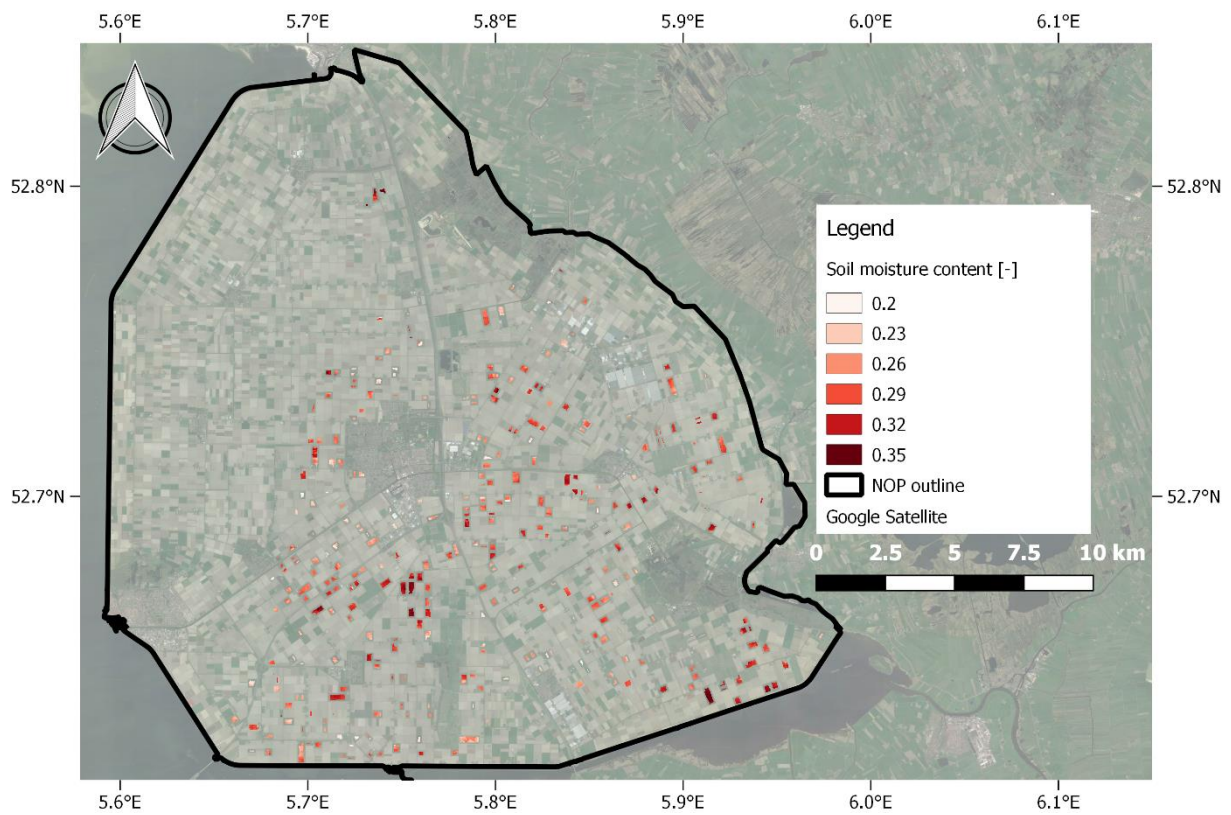 5.6°E 5.7°E 5.8°E 5.9°E 6.0°E 6.1°E
52.8°N 52.8°N
Legend
Soil moisture content [-]
0.2
0.23
0.26
0.29
0.32
0.35
NOP outline
Google Satellite
52.7°N 52.7°N
0 2.5 5 7.5 10 km
5.6°E 5.7°E 5.8°E 5.9°E 6.0°E 6.1°E